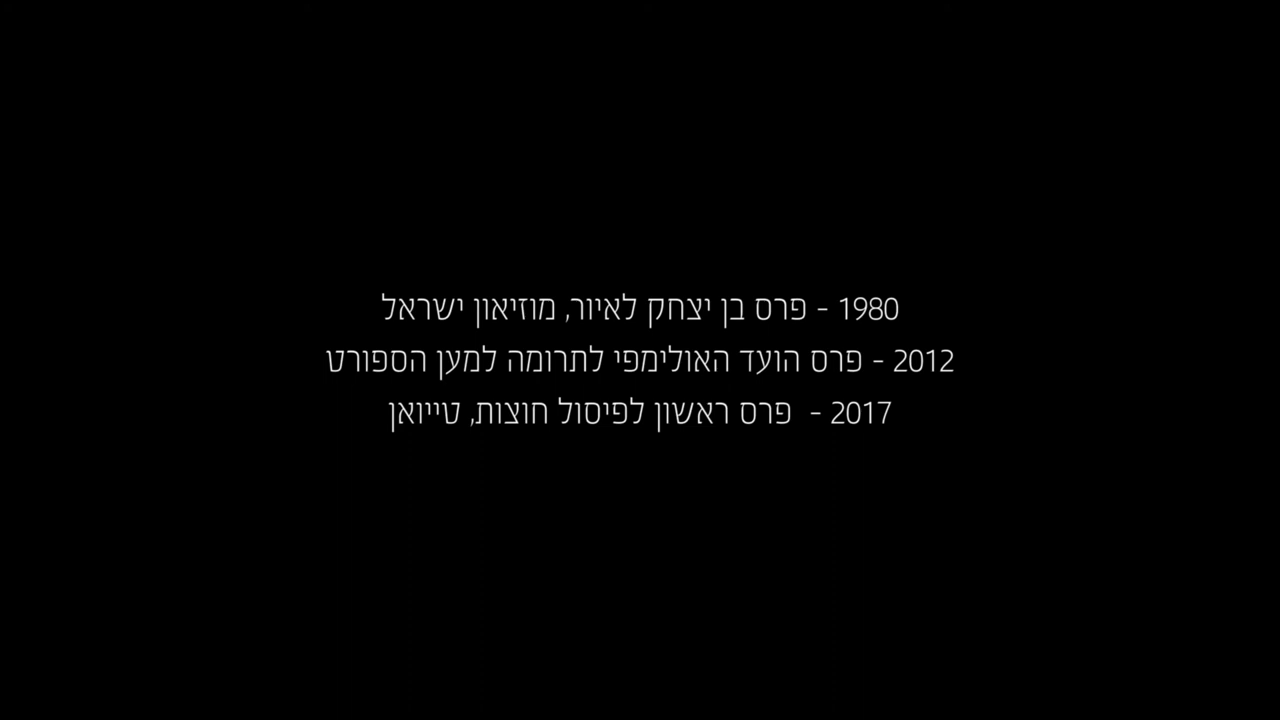 1980 - פרס בן יצחק לאיור, מוזיאון ישראל
2012 - פרס הועד האולימפי לתרומה למען הספורט
2017 - פרס ראשון לפיסול חוצות, טייואן